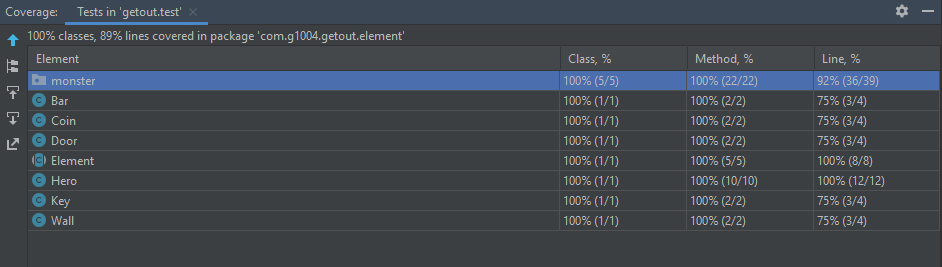 Coverage: Tests in 'getout.test' ×
100% classes, 89% lines covered in package 'com.g1004.getout.element'
Element Class, % Method, % Line, %
monster 100% (5/5) 100% (22/22) 92% (36/39)
C Bar 100% (1/1) 100% (2/2) 75% (3/4)
C Coin 100% (1/1) 100% (2/2) 75% (3/4)
C Door 100% (1/1) 100% (2/2) 75% (3/4)
C Element 100% (1/1) 100% (5/5) 100% (8/8)
C Hero 100% (1/1) 100% (10/10) 100% (12/12)
C Key 100% (1/1) 100% (2/2) 75% (3/4)
C Wall 100% (1/1) 100% (2/2) 75% (3/4)